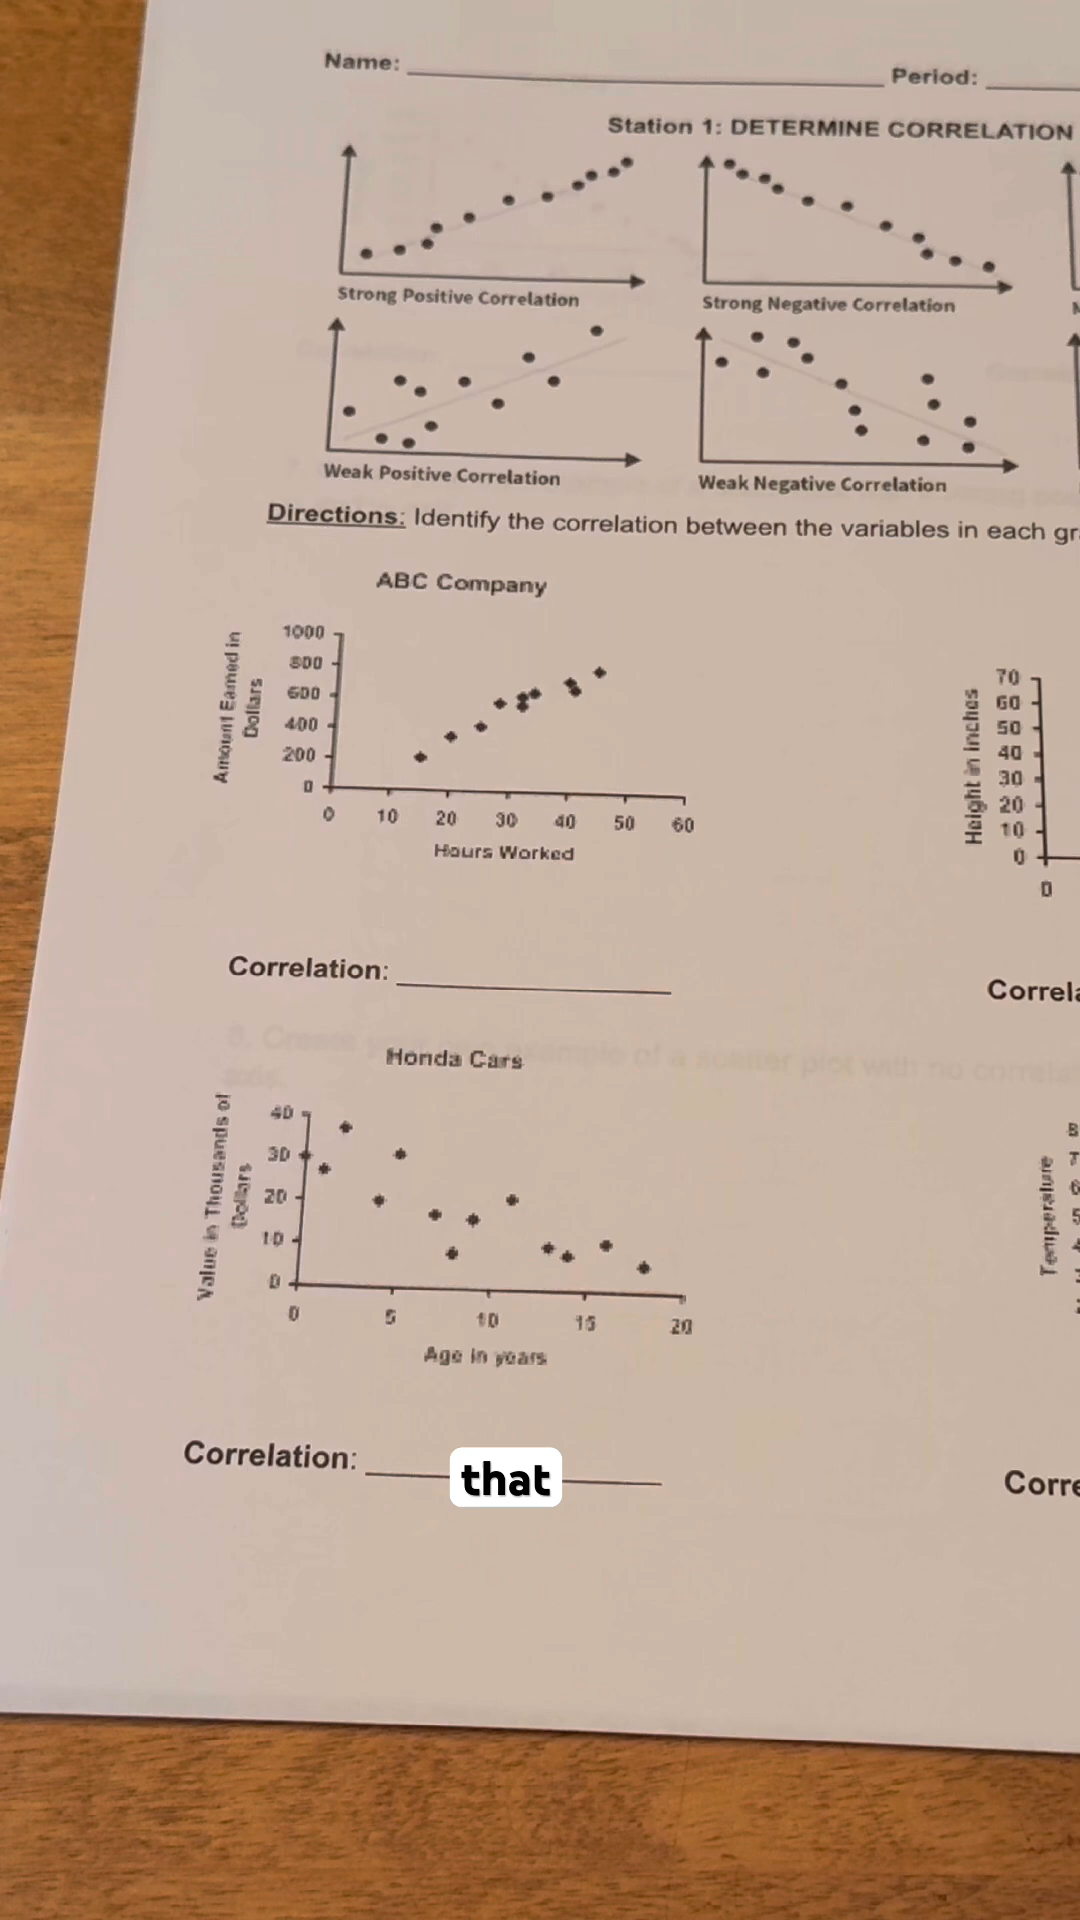 Name: Period:
Station 1: DETERMINE CORRELATION
Strong Positive Correlation
Strong Negative Correlation
Weak Positive Correlation
Weak Negative Correlation
Directions: Identify the correlation between the variables in each gr
ABC Company
Amount Earned in
Dollars
1000
800
600
400
200
0
0 10 20 30 40 50 60
Hours Worked
Height in Inches
70
60
50
40
30
20
10
0
0
Correlation:
Correla
Honda Cars
Value in Thousands of
Dollars
40
30
20
10
0
0 5 10 15 20
Age in years
Temperature
Correlation:
that
Corre